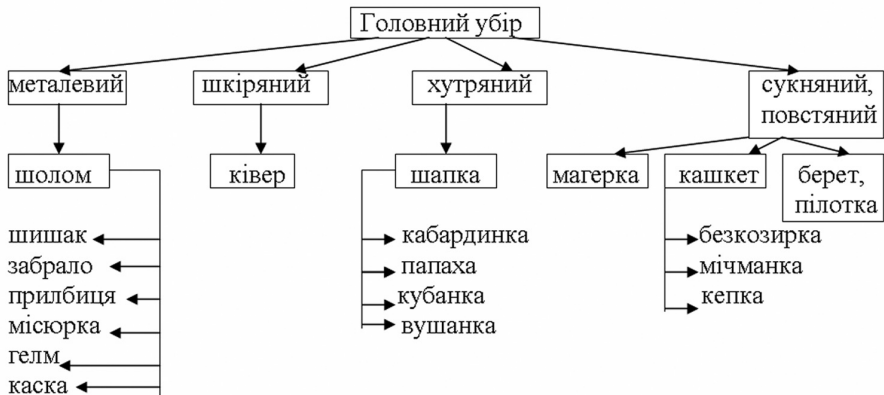 Головний убір
металевий
шкіряний
хутряний
сукняний,
повстяний
шолом
ківер
шапка
магерка
кашкет
берет,
пілотка
шишак
забрало
прилбиця
місюрка
гелм
каска
кабардинка
папаха
кубанка
вушанка
безкозирка
мічманка
кепка